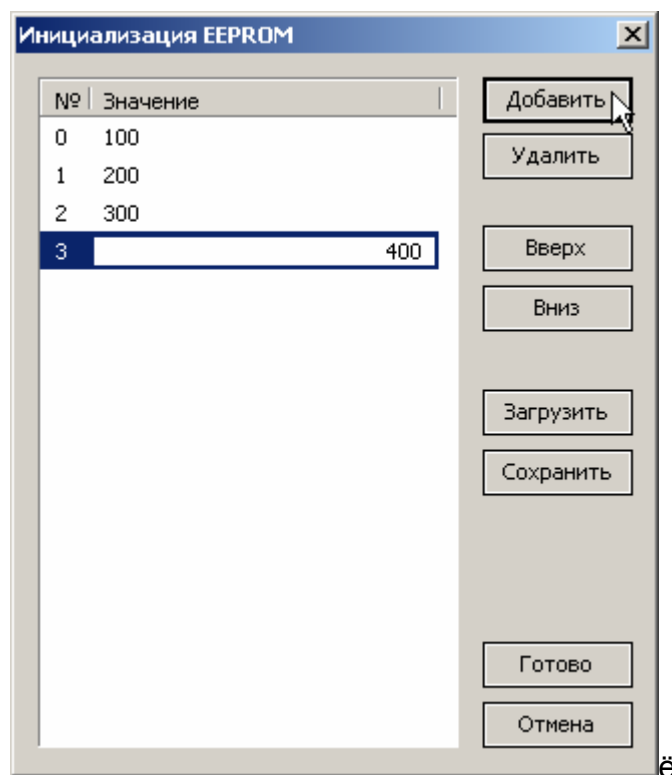 Инициализация EEPROM
№ Значение
0 100
1 200
2 300
3 400
Добавить
Удалить
Вверх
Вниз
Загрузить
Сохранить
Готово
Отмена
ё